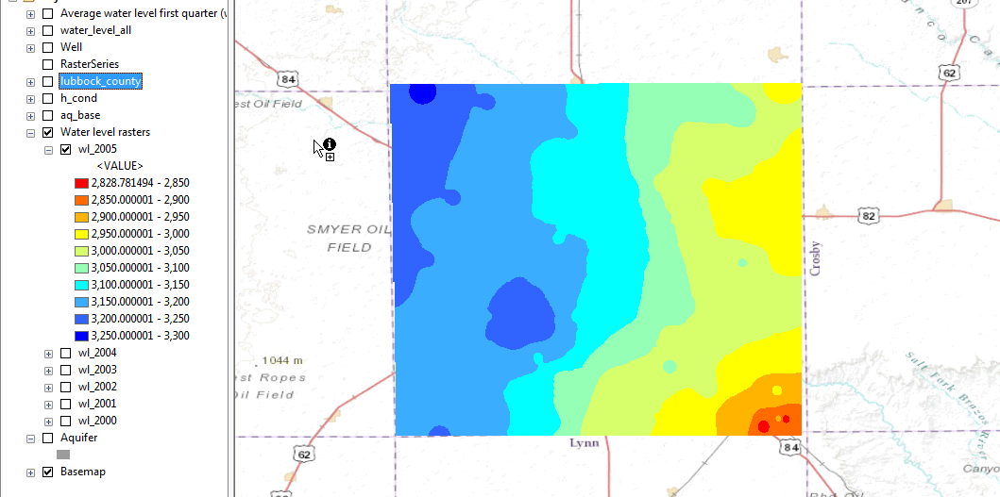 Average water level first quarter (w
water_level_all
Well
RasterSeries
lubbock_county
h_cond
aq_base
Water level rasters
wl_2005
<VALUE>
2,828.781494 - 2,850
2,850.000001 - 2,900
2,900.000001 - 2,950
2,950.000001 - 3,000
3,000.000001 - 3,050
3,050.000001 - 3,100
3,100.000001 - 3,150
3,150.000001 - 3,200
3,200.000001 - 3,250
3,250.000001 - 3,300
wl_2004
wl_2003
wl_2002
wl_2001
wl_2000
Aquifer
Basemap
84
est Oil Field
62
82
SMYER OIL
FIELD
Crosby
1044 m
est Ropes
Oil Field
Salt Fork Brazos
River
Lynn
62
84
Canyo